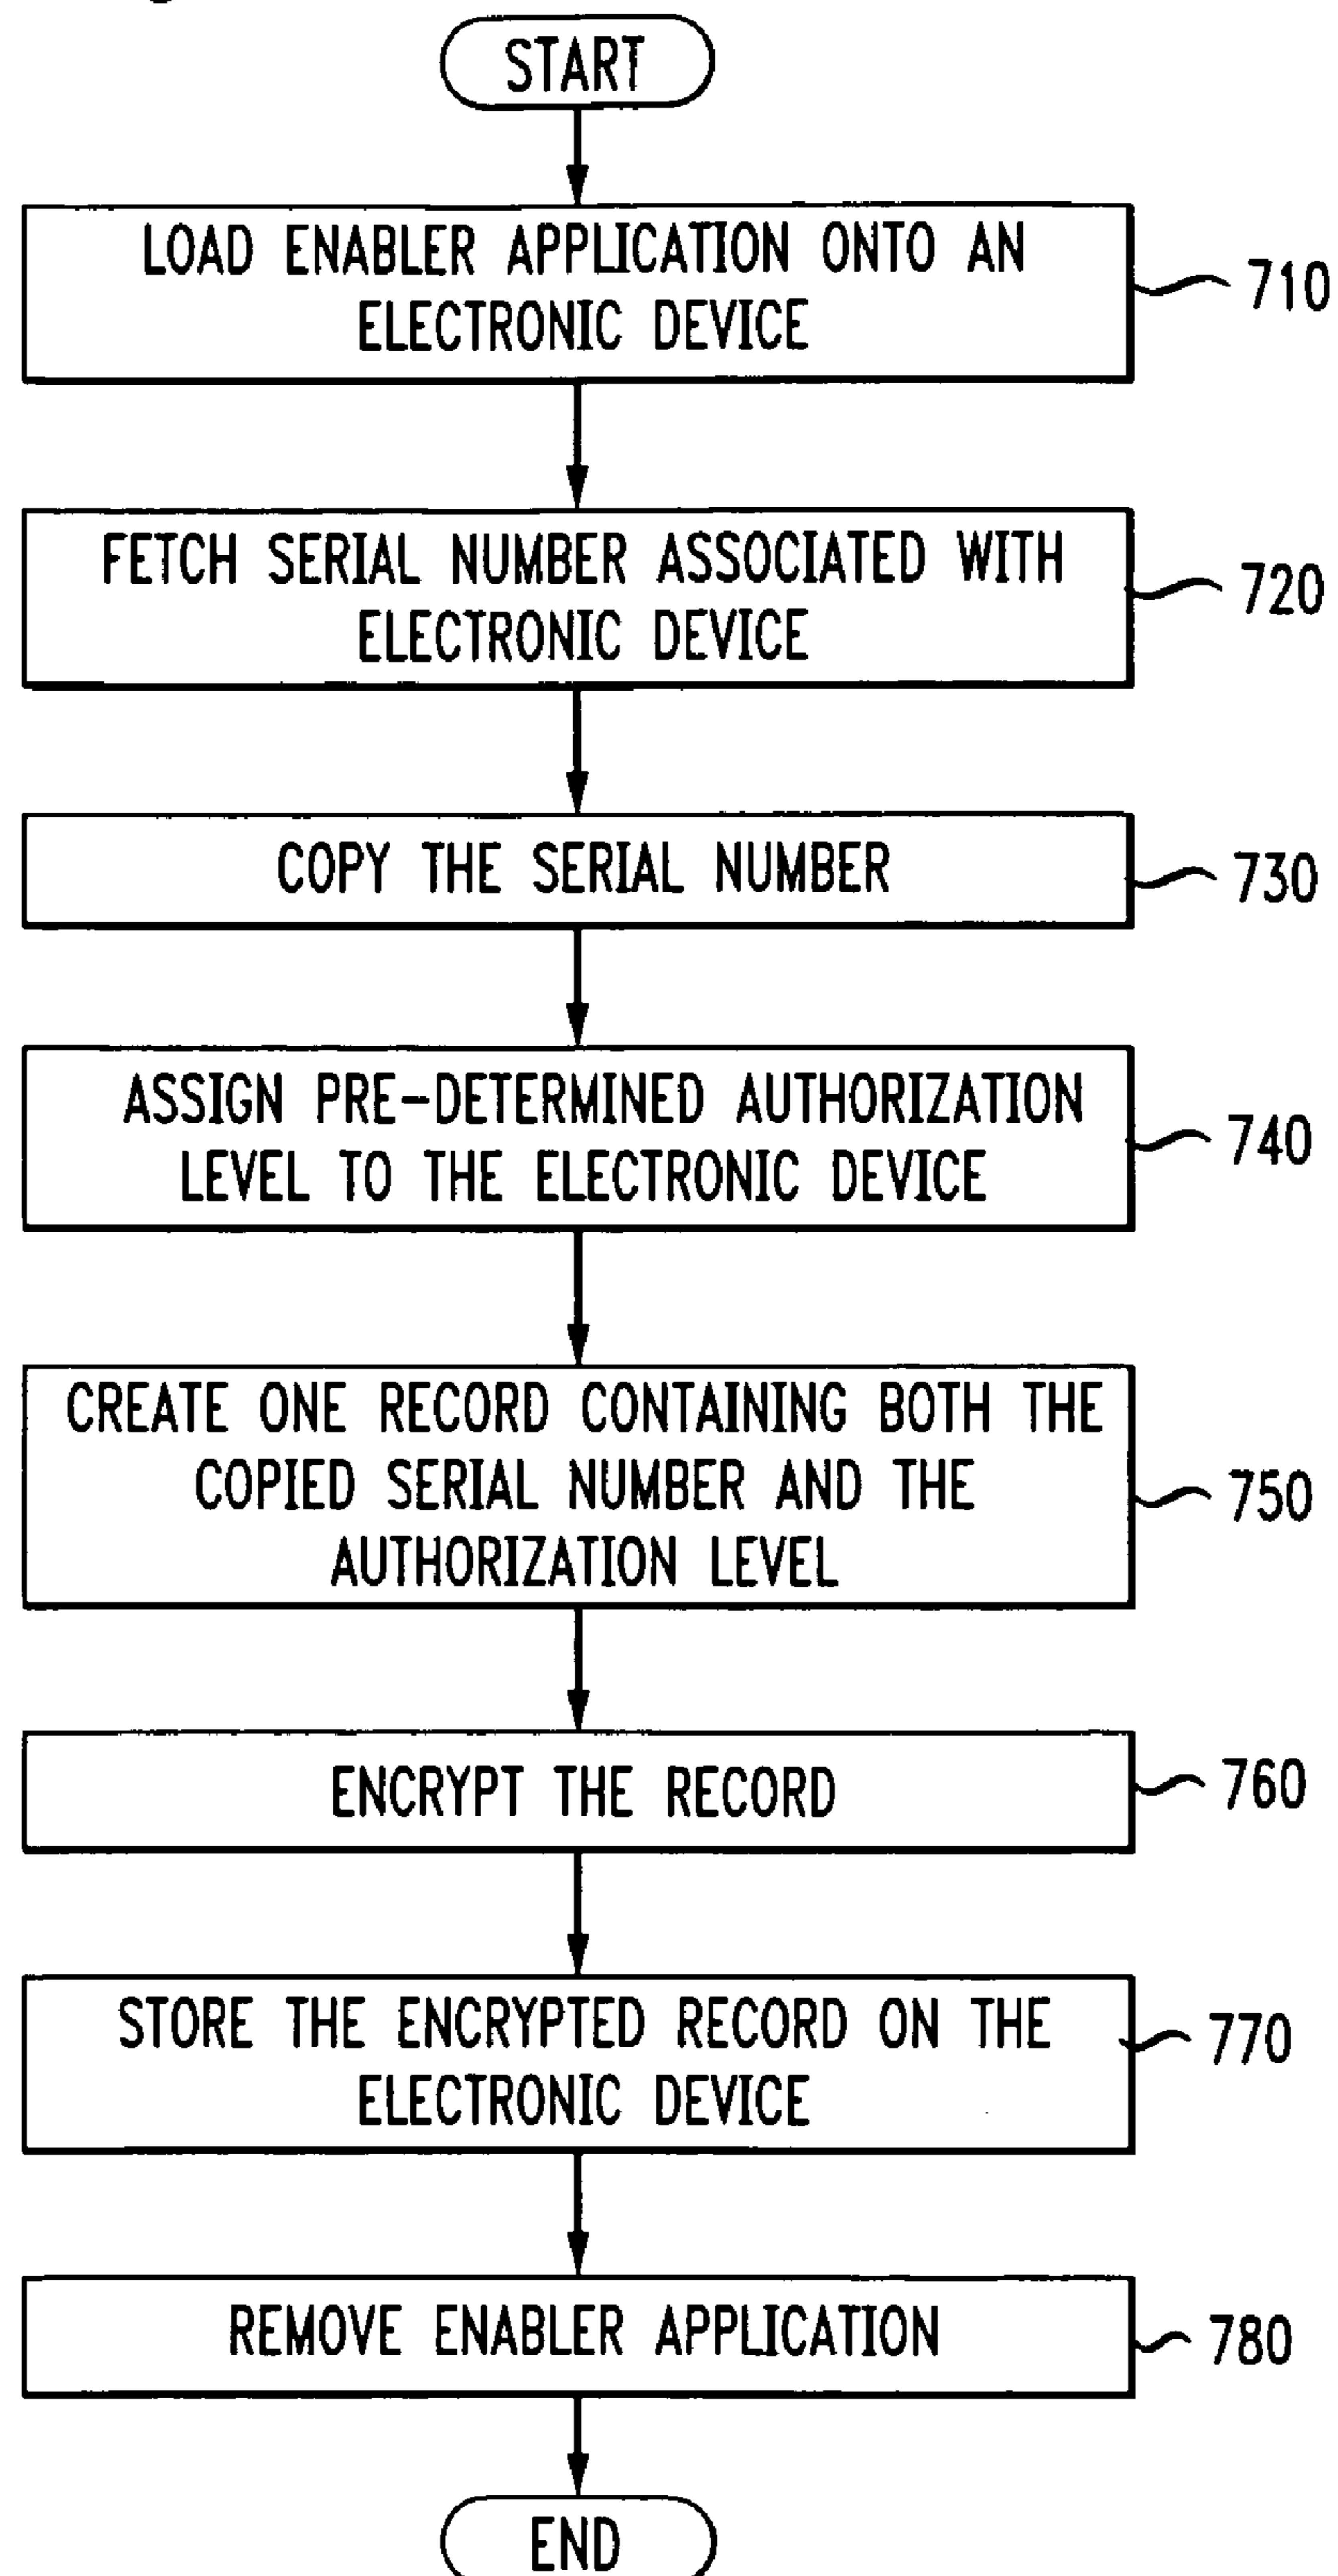 START
LOAD ENABLER APPLICATION ONTO AN
ELECTRONIC DEVICE
710
FETCH SERIAL NUMBER ASSOCIATED WITH
ELECTRONIC DEVICE
720
COPY THE SERIAL NUMBER
730
ASSIGN PRE-DETERMINED AUTHORIZATION
LEVEL TO THE ELECTRONIC DEVICE
740
CREATE ONE RECORD CONTAINING BOTH THE
COPIED SERIAL NUMBER AND THE
AUTHORIZATION LEVEL
750
ENCRYPT THE RECORD
760
STORE THE ENCRYPTED RECORD ON THE
ELECTRONIC DEVICE
770
REMOVE ENABLER APPLICATION
780
END